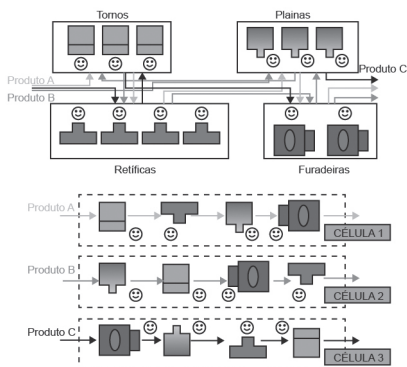 Tornos
Plainas
Produto C
Produto A
Produto B
Retíficas
Furadeiras
Produto A
CÉLULA 1
Produto B
CÉLULA 2
Produto C
CÉLULA 3